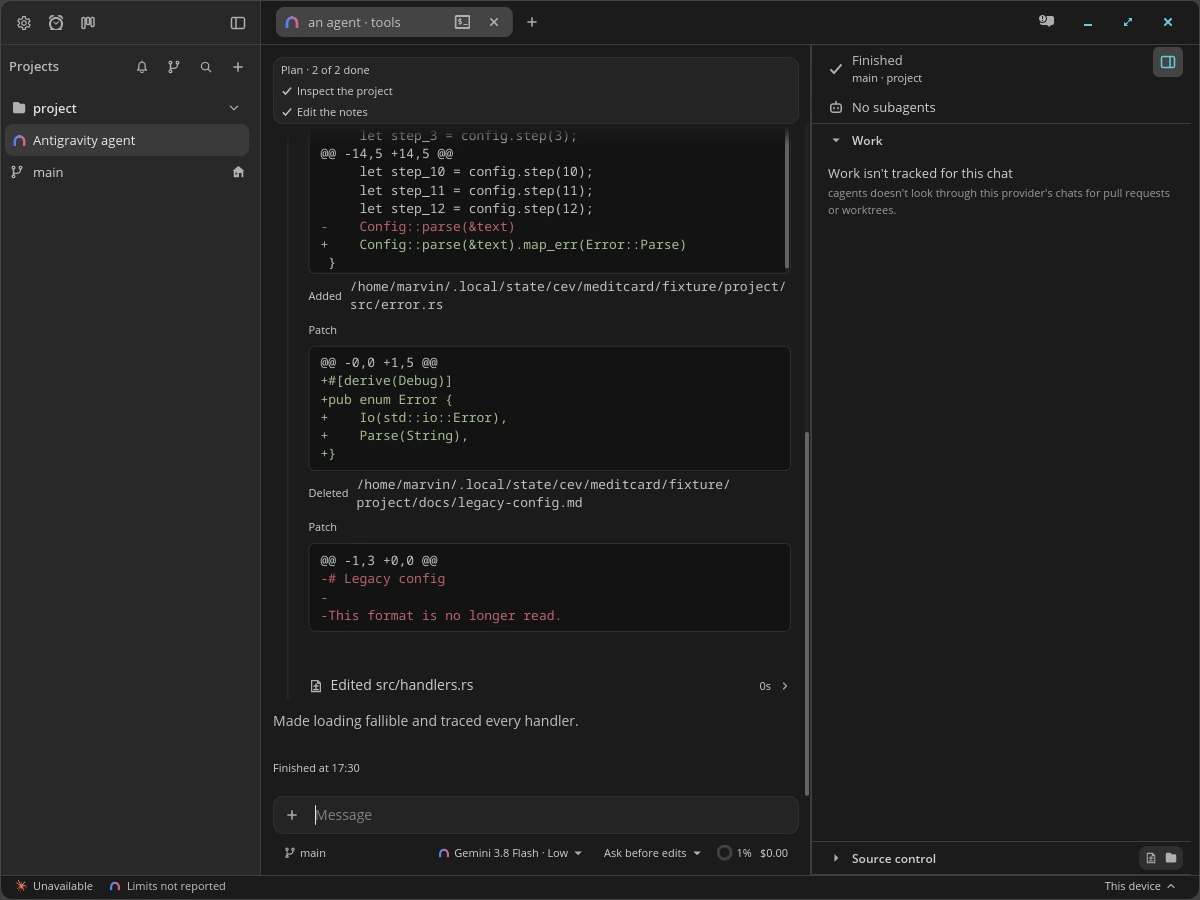 an agent · tools
Projects
project
Antigravity agent
main
Plan · 2 of 2 done
Inspect the project
Edit the notes
let step_3 = config.step(3);
@@ -14,5 +14,5 @@
let step_10 = config.step(10);
let step_11 = config.step(11);
let step_12 = config.step(12);
-    Config::parse(&text)
+    Config::parse(&text).map_err(Error::Parse)
}
Added /home/marvin/.local/state/cev/meditcard/fixture/project/
src/error.rs
Patch
@@ -0,0 +1,5 @@
+#[derive(Debug)]
+pub enum Error {
+    Io(std::io::Error),
+    Parse(String),
+}
Deleted /home/marvin/.local/state/cev/meditcard/fixture/
project/docs/legacy-config.md
Patch
@@ -1,3 +0,0 @@
-# Legacy config
-
-This format is no longer read.
Edited src/handlers.rs 0s
Made loading fallible and traced every handler.
Finished at 17:30
Message
main Gemini 3.8 Flash · Low Ask before edits 1% $0.00
Finished
main · project
No subagents
Work
Work isn't tracked for this chat
cagents doesn't look through this provider's chats for pull requests
or worktrees.
Source control
Unavailable Limits not reported This device